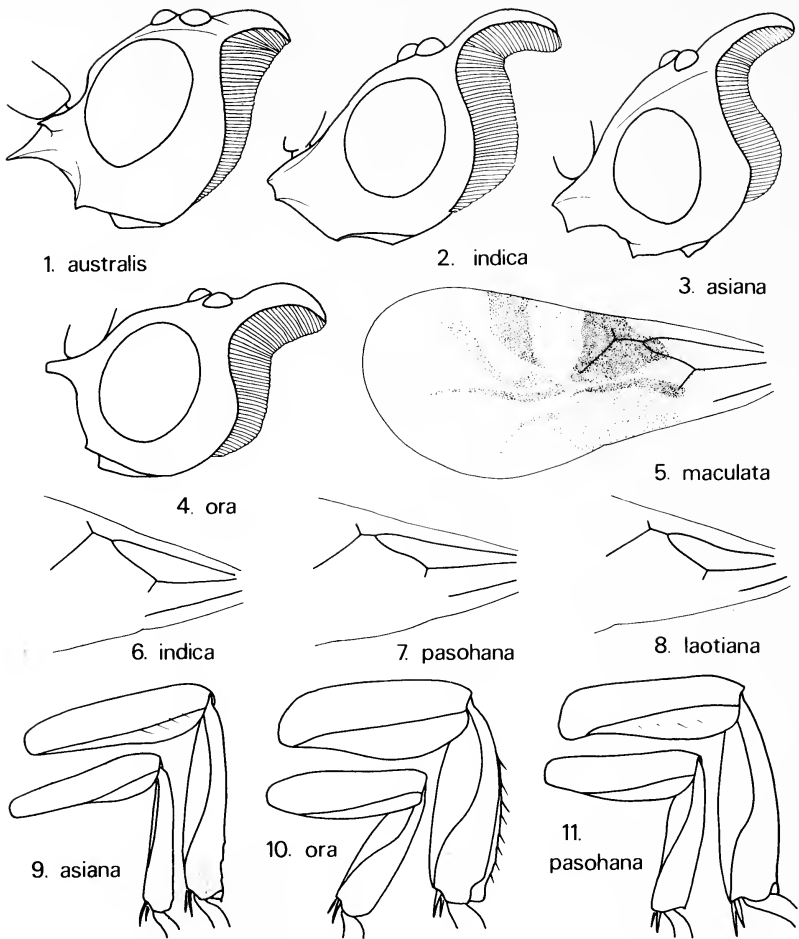 1. australis
2. indica
3. asiana
4. ora
5. maculata
6. indica
7. pasohana
8. laotiana
9. asiana
10. ora
11.
pasohana